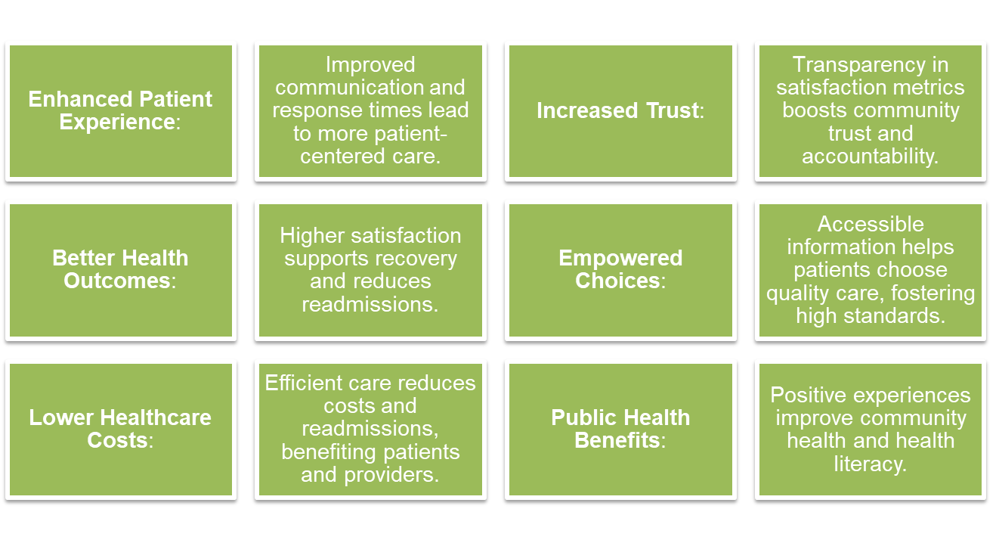 Enhanced Patient
Experience:
Improved
communication and
response times lead
to more patient-
centered care.
Increased Trust:
Transparency in
satisfaction metrics
boosts community
trust and
accountability.
Better Health
Outcomes:
Higher satisfaction
supports recovery
and reduces
readmissions.
Empowered
Choices:
Accessible
information helps
patients choose
quality care, fostering
high standards.
Lower Healthcare
Costs:
Efficient care reduces
costs and
readmissions,
benefiting patients
and providers.
Public Health
Benefits:
Positive experiences
improve community
health and health
literacy.